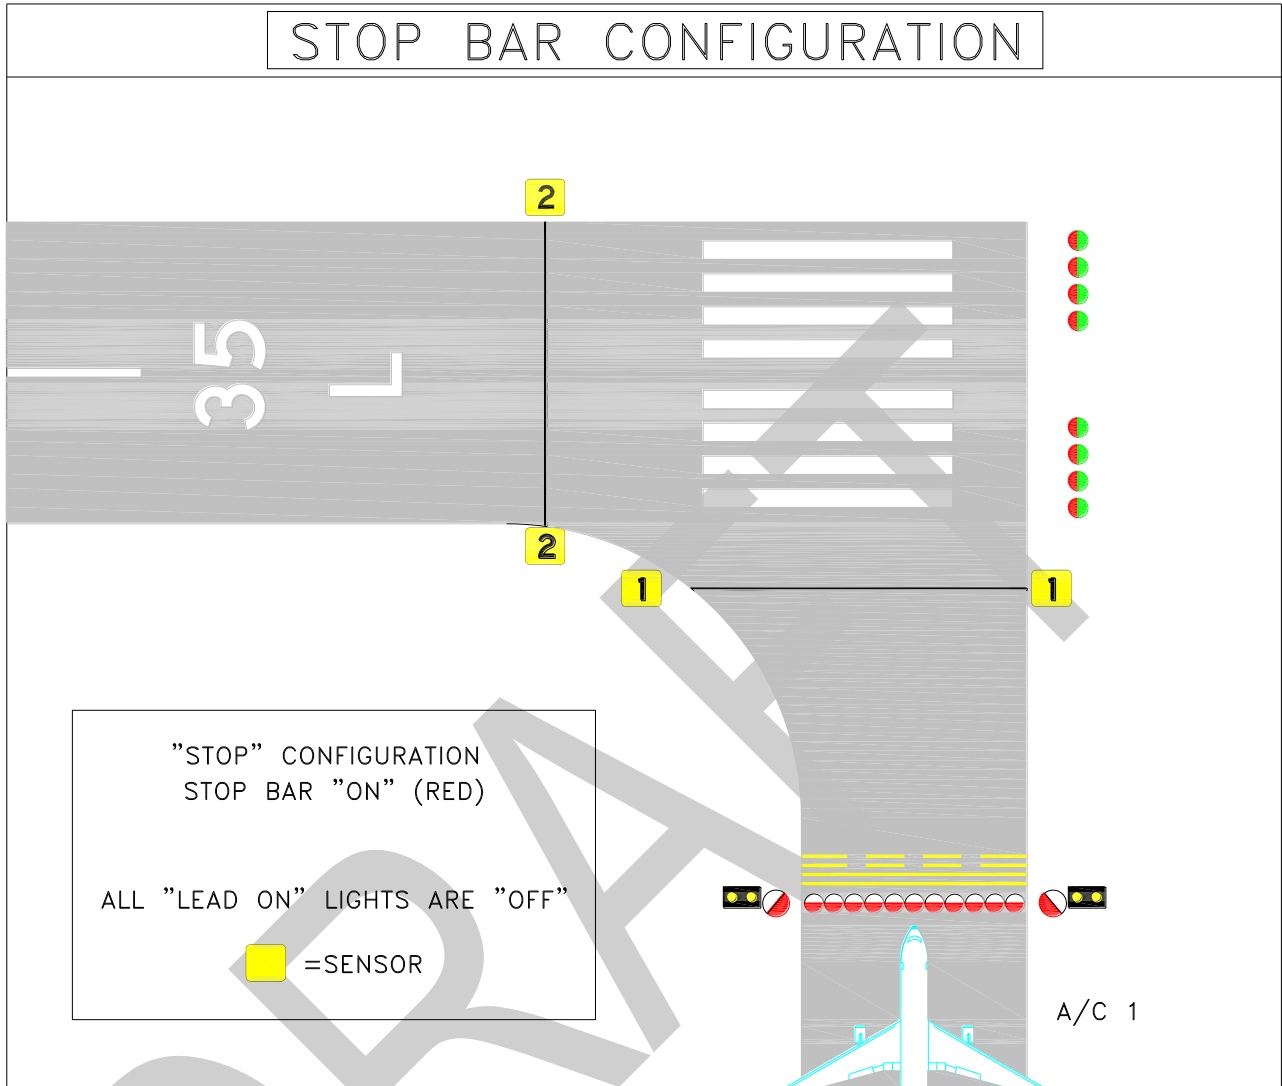 STOP BAR CONFIGURATION
2
35
L
2
1
1
"STOP" CONFIGURATION
STOP BAR "ON" (RED)
ALL "LEAD ON" LIGHTS ARE "OFF"
=SENSOR
A/C 1
DRAFT